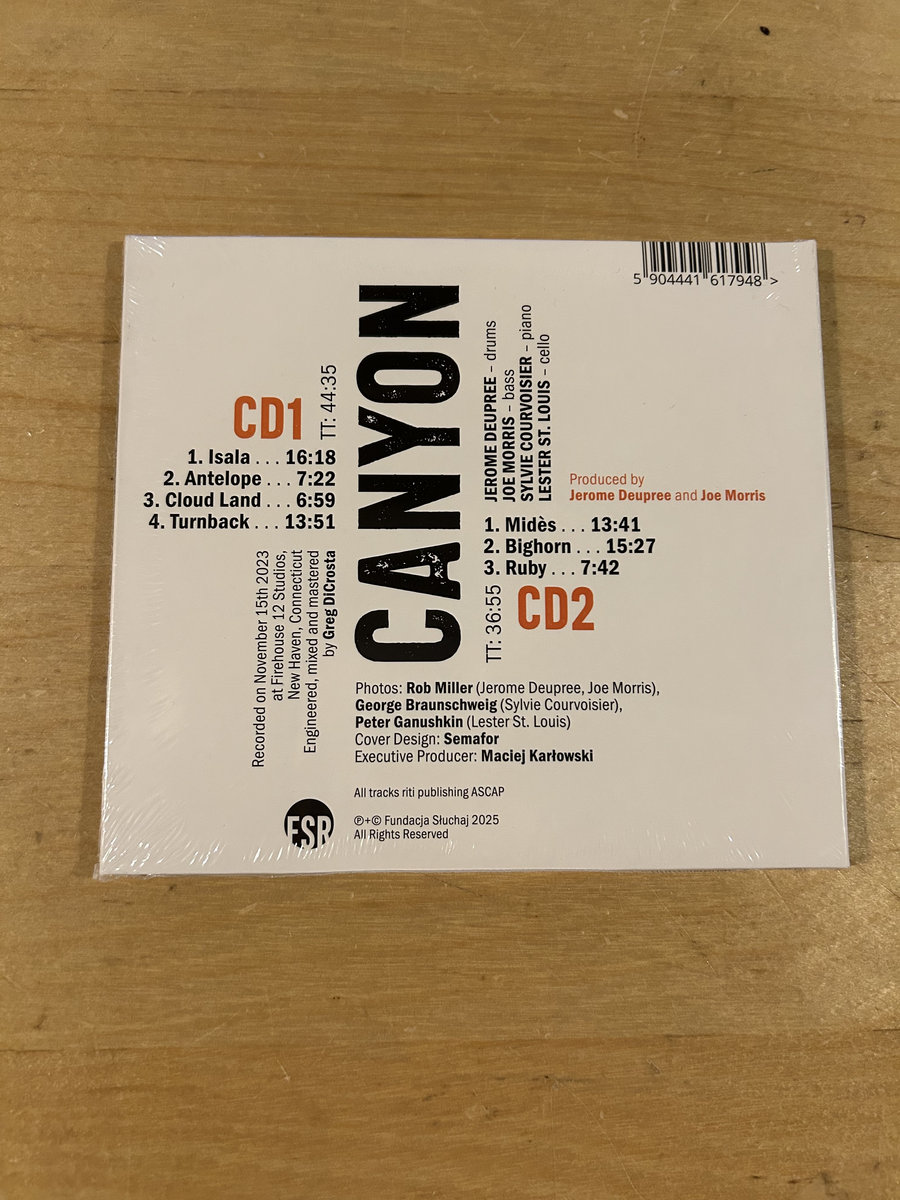 5 904441 617948 >
CANYON
CD1
TT: 44:35
1. Isala . . . 16:18
2. Antelope . . . 7:22
3. Cloud Land . . . 6:59
4. Turnback . . . 13:51
Recorded on November 15th 2023
at Firehouse 12 Studios,
New Haven, Connecticut
Engineered, mixed and mastered
by Greg DiCrosta
JEROME DEUPREE – drums
JOE MORRIS – bass
SYLVIE COURVOISIER – piano
LESTER ST. LOUIS – cello
Produced by
Jerome Deupree and Joe Morris
1. Midès . . . 13:41
2. Bighorn . . . 15:27
3. Ruby . . . 7:42
TT: 36:55
CD2
Photos: Rob Miller (Jerome Deupree, Joe Morris),
George Braunschweig (Sylvie Courvoisier),
Peter Ganushkin (Lester St. Louis)
Cover Design: Semafor
Executive Producer: Maciej Karłowski
All tracks riti publishing ASCAP
FSR
℗+© Fundacja Słuchaj 2025
All Rights Reserved